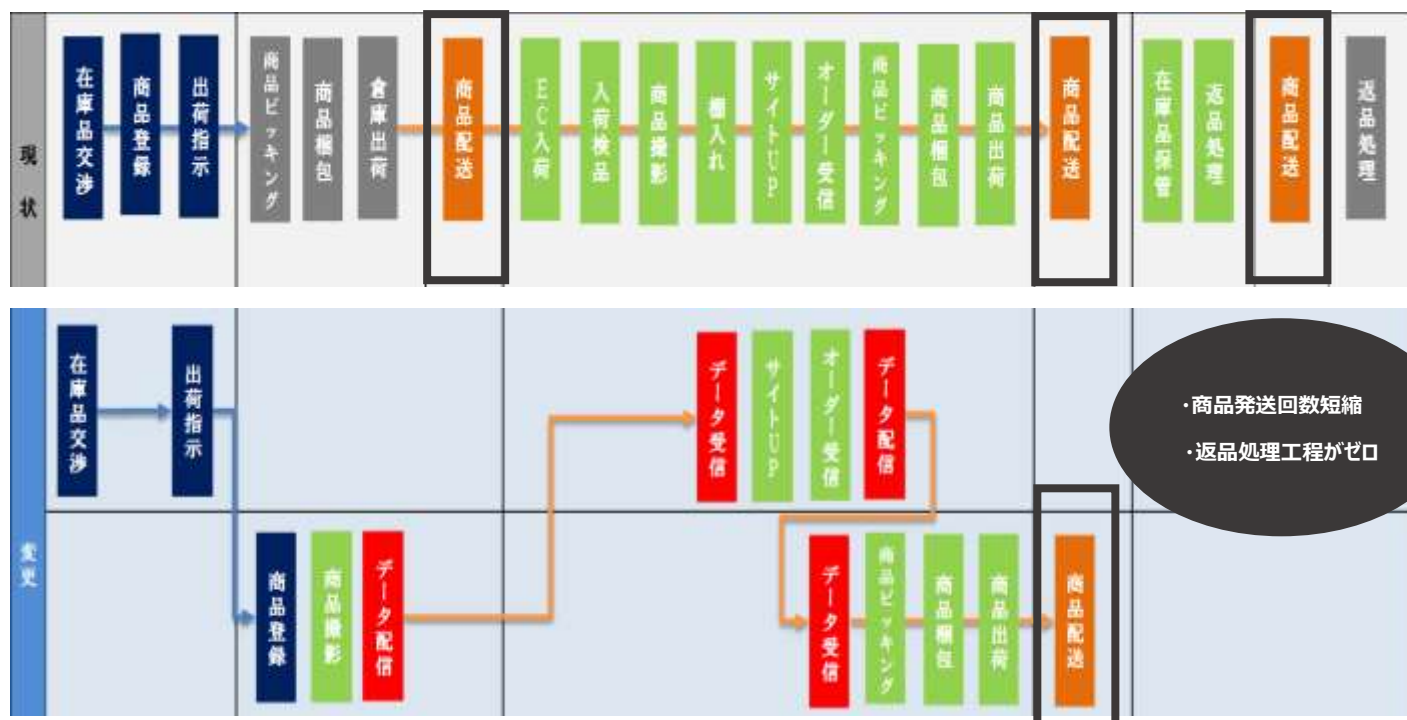 現状
在庫品交渉
商品登録
出荷指示
商品ピッキング
商品梱包
倉庫出荷
商品配送
EC入荷
入荷検品
商品撮影
棚入れ
サイトUP
オーダー受信
商品ピッキング
商品梱包
商品出荷
商品配送
在庫品保管
返品処理
商品配送
返品処理
変更
在庫品交渉
出荷指示
商品登録
商品撮影
データ配信
データ受信
サイトUP
オーダー受信
データ配信
データ受信
商品ピッキング
商品梱包
商品出荷
商品配送
・商品発送回数短縮
・返品処理工程がゼロ